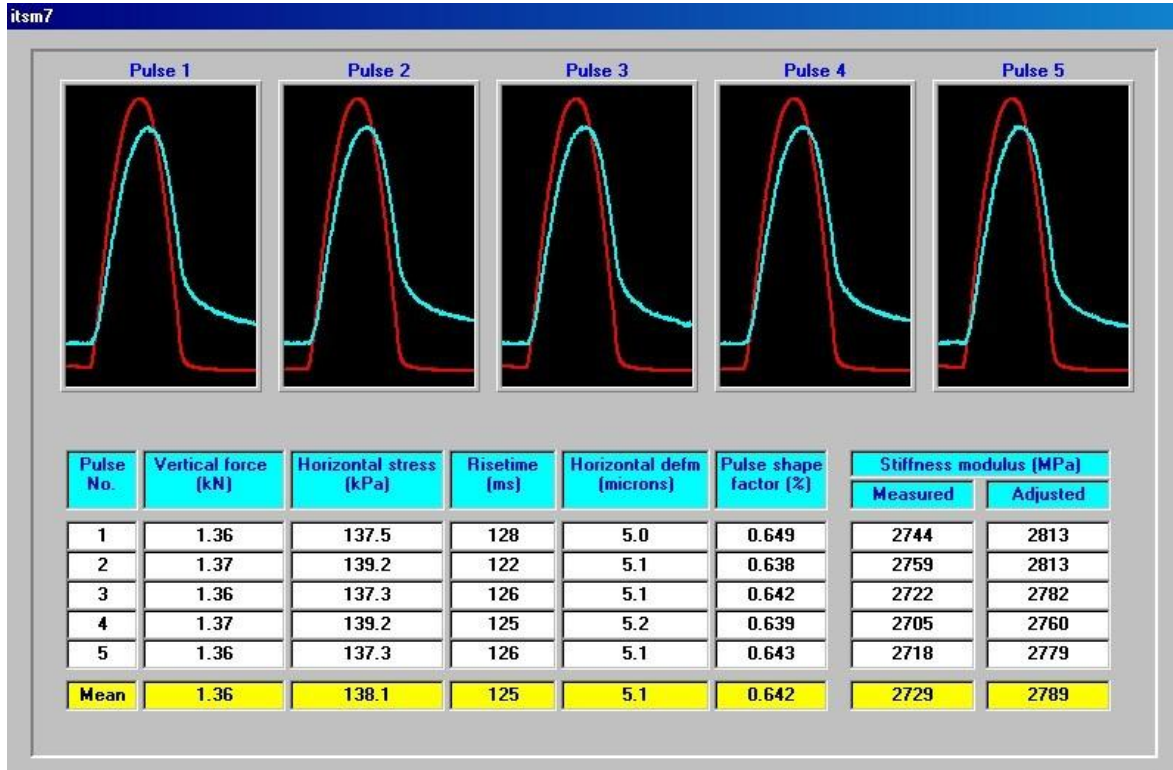 itsm7
Pulse 1 Pulse 2 Pulse 3 Pulse 4 Pulse 5
Pulse No. Vertical force (kN) Horizontal stress (kPa) Risetime (ms) Horizontal defm (microns) Pulse shape factor (%) Stiffness modulus (MPa)
Measured Adjusted
1 1.36 137.5 128 5.0 0.649 2744 2813
2 1.37 139.2 122 5.1 0.638 2759 2813
3 1.36 137.3 126 5.1 0.642 2722 2782
4 1.37 139.2 125 5.2 0.639 2705 2760
5 1.36 137.3 126 5.1 0.643 2718 2779
Mean 1.36 138.1 125 5.1 0.642 2729 2789